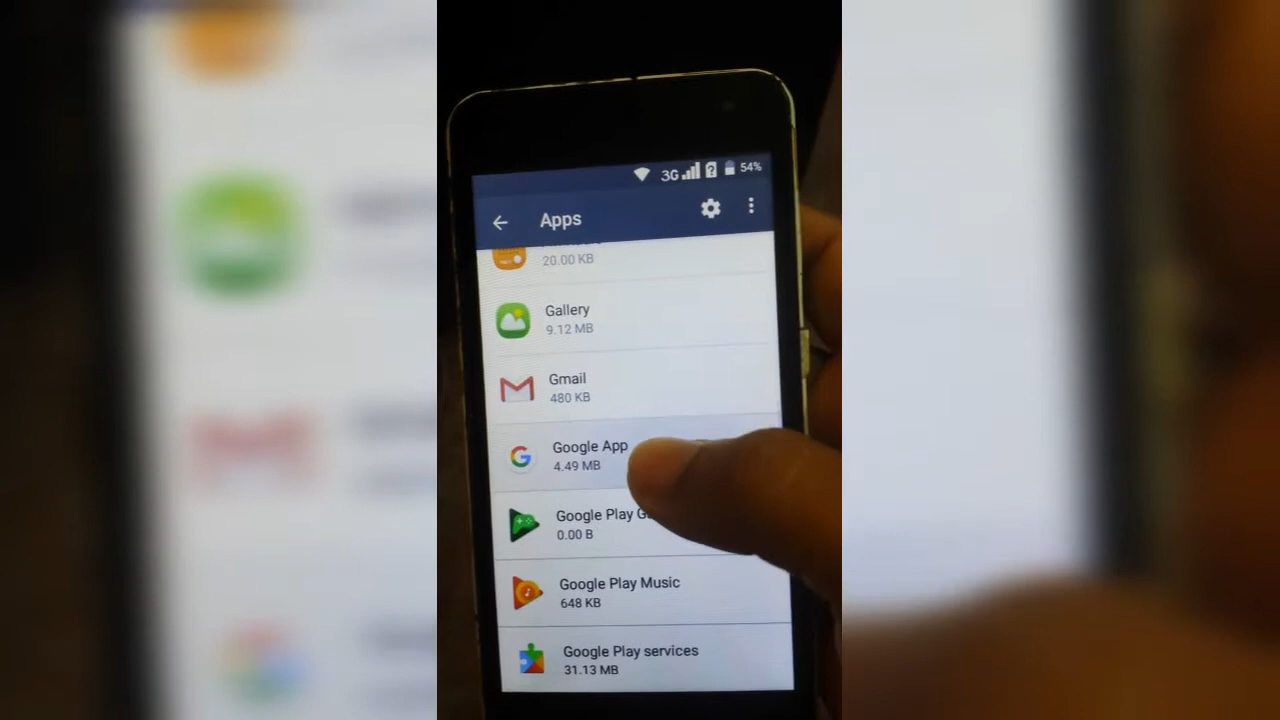 3G 54%
Apps
20.00 KB
Gallery
9.12 MB
Gmail
480 KB
Google App
4.49 MB
Google Play
0.00 B
Google Play Music
648 KB
Google Play services
31.13 MB